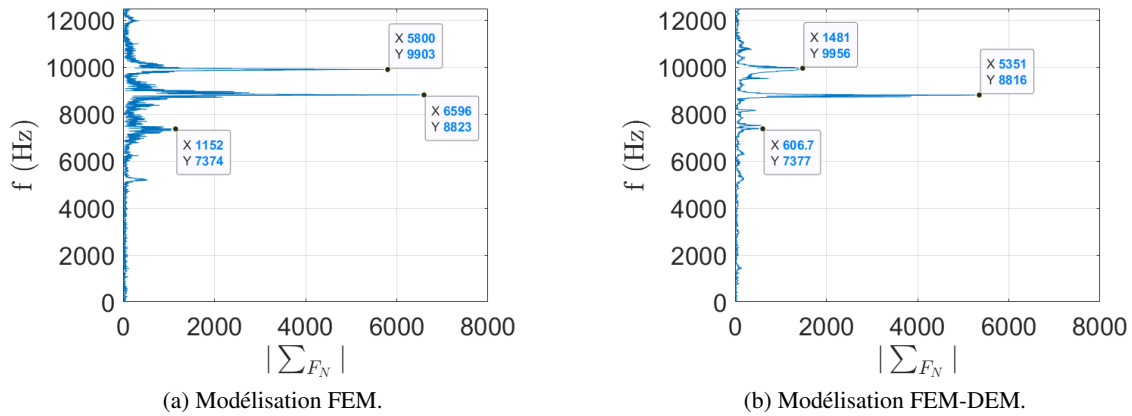 12000
10000
8000
6000
4000
2000
0
f (Hz)
X 5800
Y 9903
X 6596
Y 8823
X 1152
Y 7374
0 2000 4000 6000 8000
| ∑_{F_N} |
(a) Modélisation FEM.
12000
10000
8000
6000
4000
2000
0
f (Hz)
X 1481
Y 9956
X 5351
Y 8816
X 606.7
Y 7377
0 2000 4000 6000 8000
| ∑_{F_N} |
(b) Modélisation FEM-DEM.